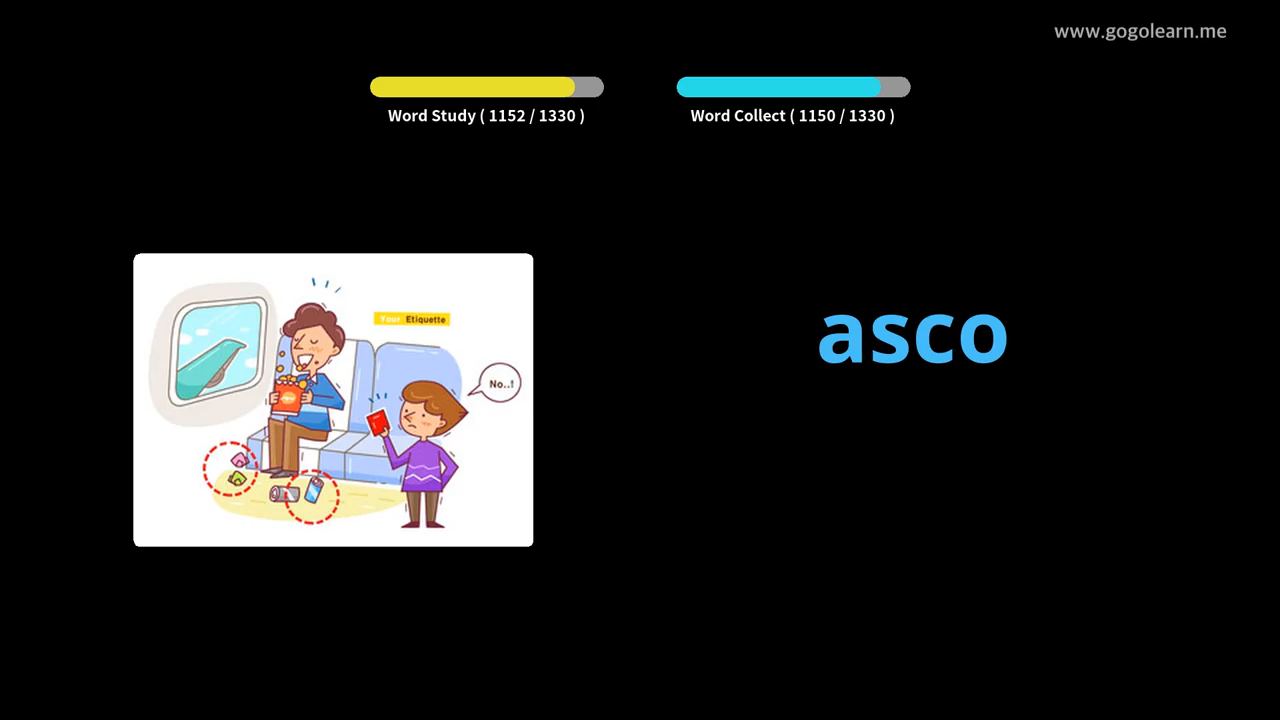 www.gogolearn.me
Word Study ( 1152 / 1330 )
Word Collect ( 1150 / 1330 )
Your Etiquette
No..!
asco